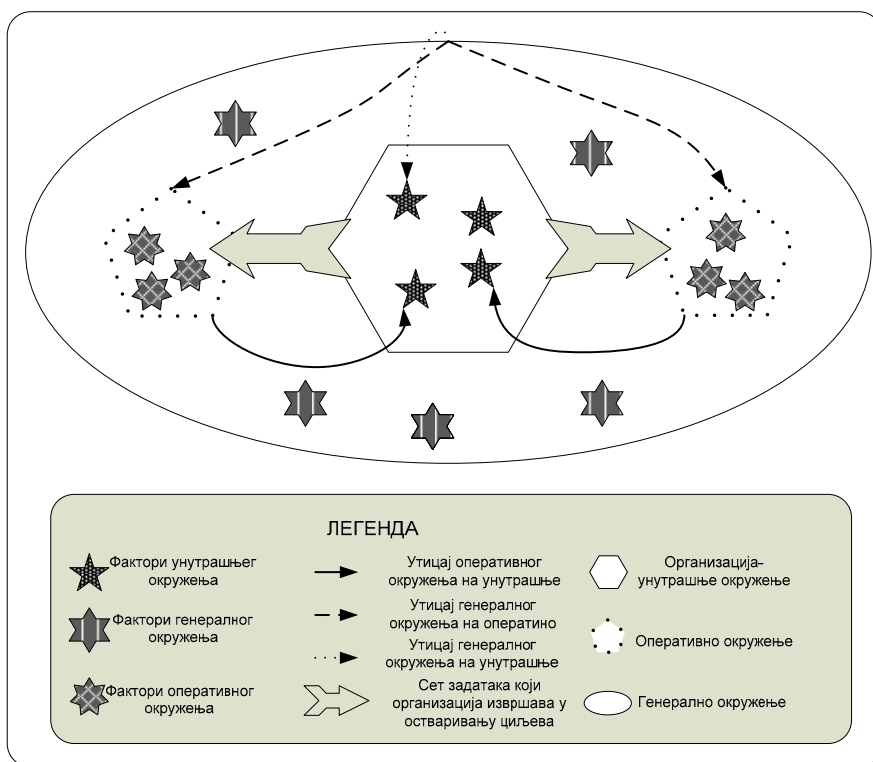 ЛЕГЕНДА
Фактори унутрашњег
окружења
Фактори генералног
окружења
Фактори оперативног
окружења
Утицај оперативног
окружења на унутрашње
Утицај генералног
окружења на оператино
Утицај генералног
окружења на унутрашње
Сет задатака који
организација извршава у
остваривању циљева
Организација-
унутрашње окружење
Оперативно окружење
Генерално окружење